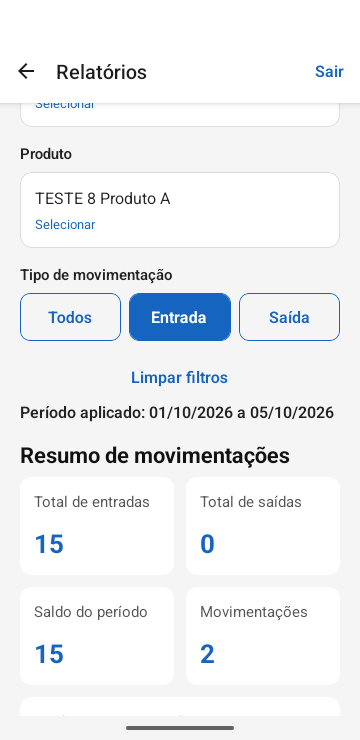 Relatórios
Sair
Selecionar
Produto
TESTE 8 Produto A
Selecionar
Tipo de movimentação
Todos
Entrada
Saída
Limpar filtros
Período aplicado: 01/10/2026 a 05/10/2026
Resumo de movimentações
Total de entradas
Total de saídas
15
0
Saldo do período
Movimentações
15
2